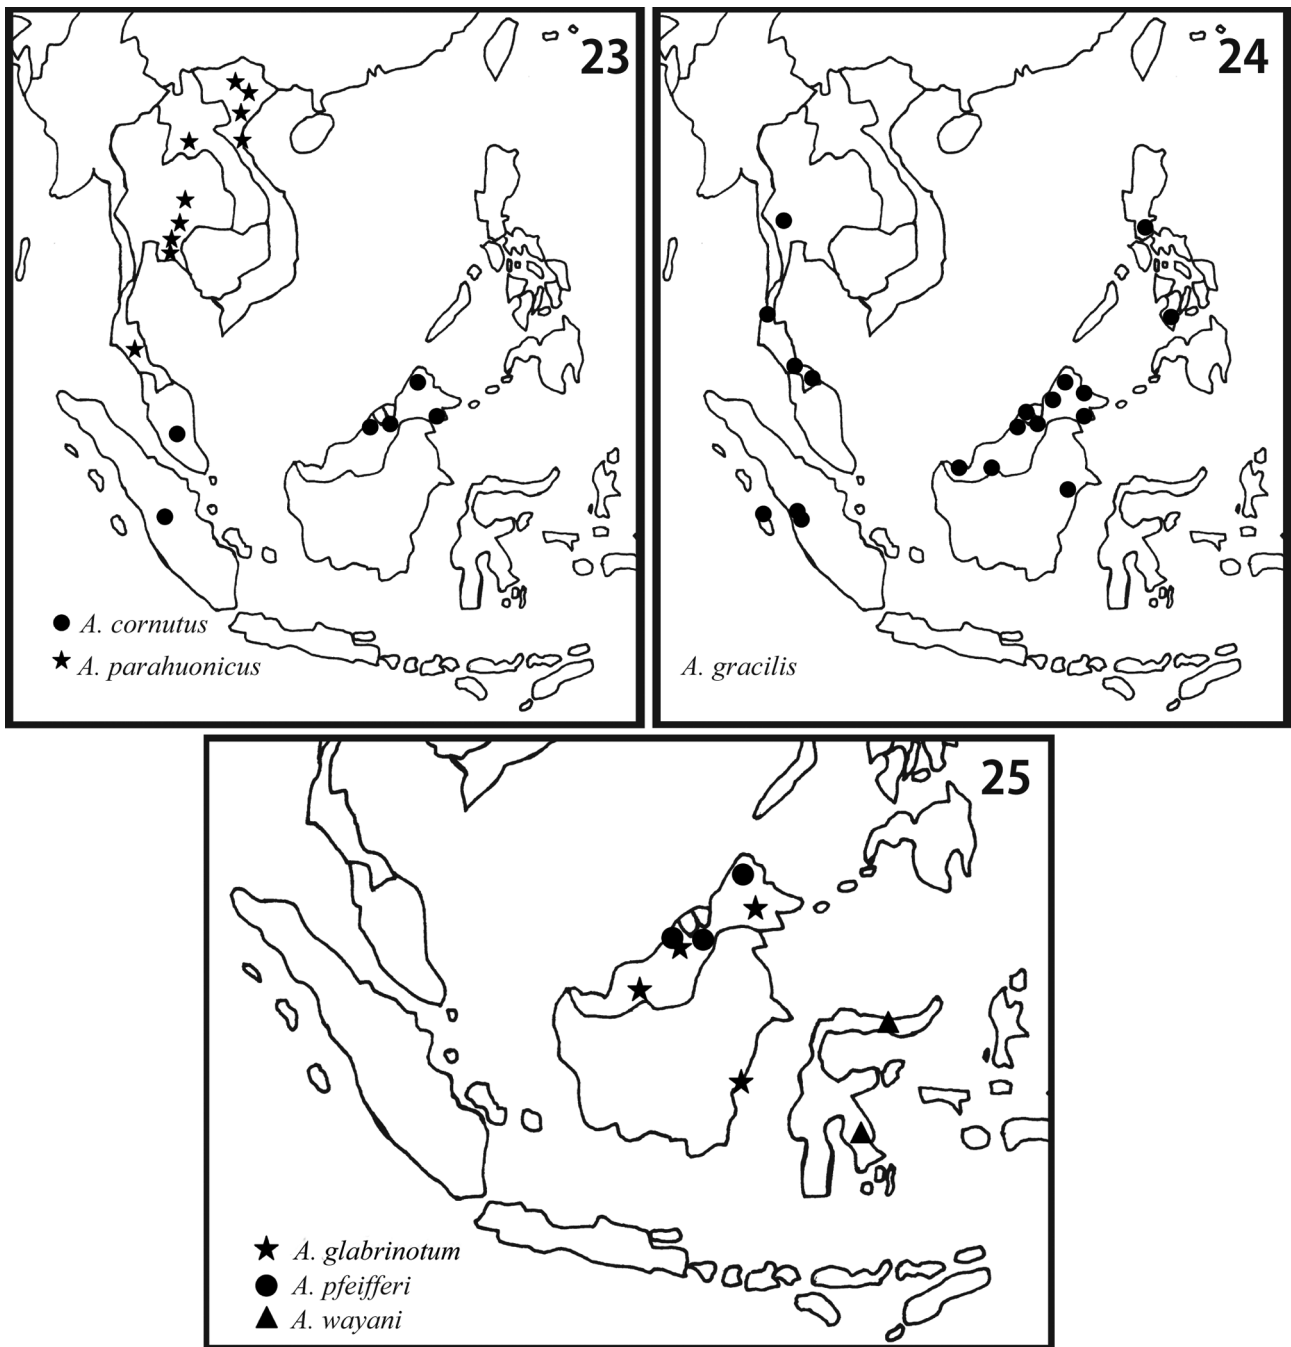 23
A. cornutus
A. parahuonicus
24
A. gracilis
25
A. glabrinotum
A. pfeifferi
A. wayani